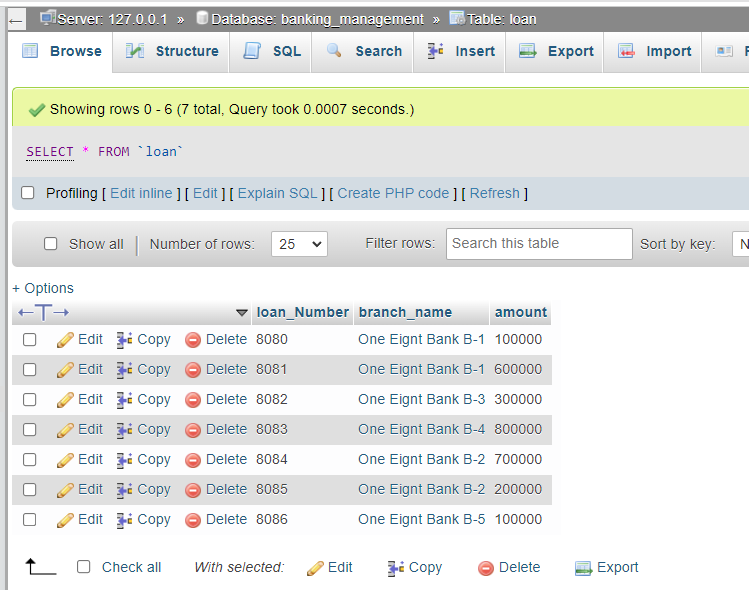 ← Server: 127.0.0.1 » Database: banking_management » Table: loan
Browse Structure SQL Search Insert Export Import
Showing rows 0 - 6 (7 total, Query took 0.0007 seconds.)
SELECT * FROM `loan`
Profiling [ Edit inline ] [ Edit ] [ Explain SQL ] [ Create PHP code ] [ Refresh ]
Show all | Number of rows: 25 Filter rows: Search this table Sort by key: N
+ Options
←T→ loan_Number branch_name amount
Edit Copy Delete 8080 One Eignt Bank B-1 100000
Edit Copy Delete 8081 One Eignt Bank B-1 600000
Edit Copy Delete 8082 One Eignt Bank B-3 300000
Edit Copy Delete 8083 One Eignt Bank B-4 800000
Edit Copy Delete 8084 One Eignt Bank B-2 700000
Edit Copy Delete 8085 One Eignt Bank B-2 200000
Edit Copy Delete 8086 One Eignt Bank B-5 100000
Check all With selected: Edit Copy Delete Export